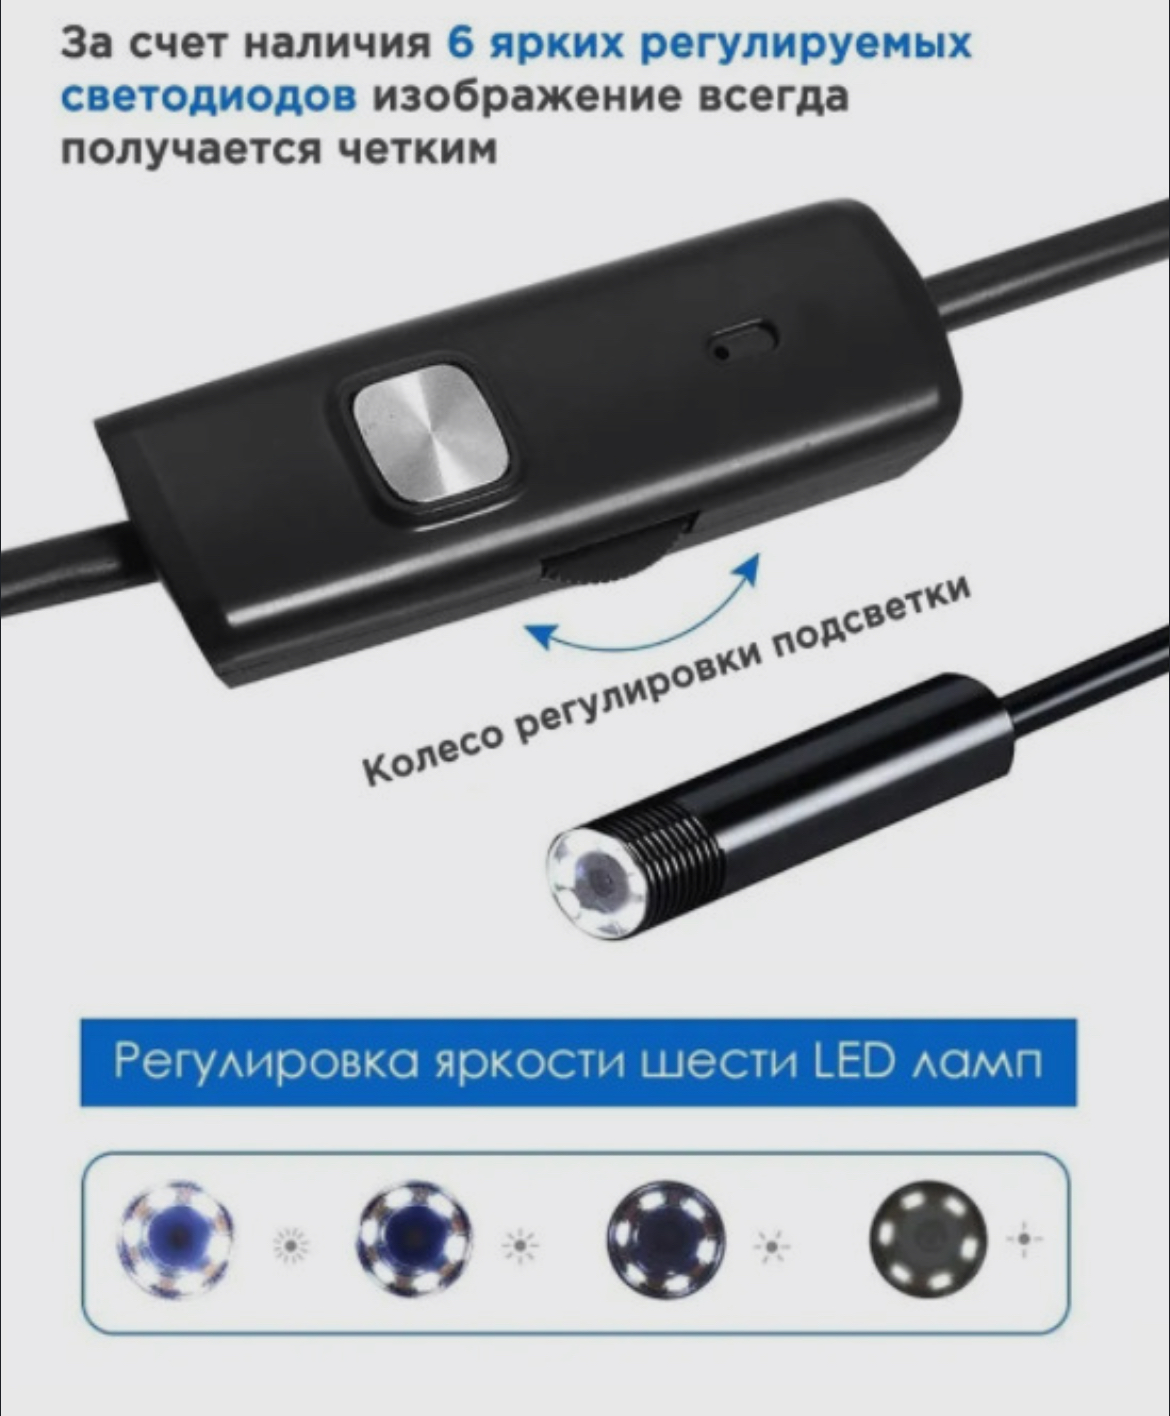 За счет наличия 6 ярких регулируемых
светодиодов изображение всегда
получается четким
Колесо регулировки подсветки
Регулировка яркости шести LED ламп